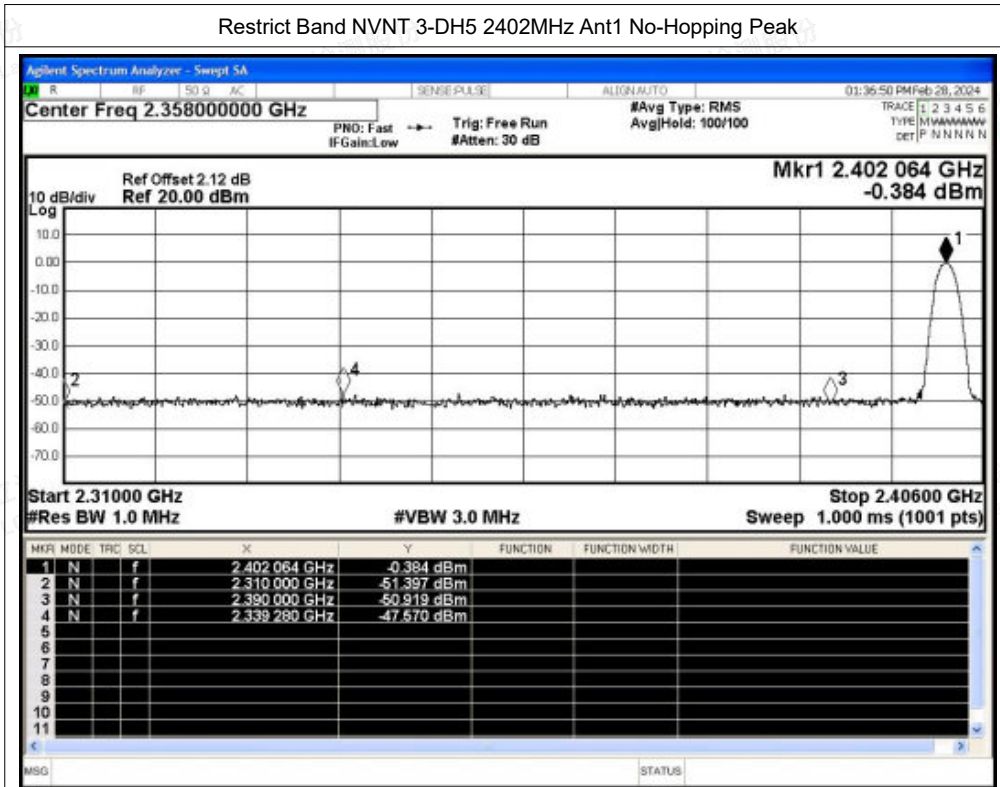 Restrict Band NVNT 3-DH5 2402MHz Ant1 No-Hopping Peak
Agilent Spectrum Analyzer - Swept SA
R RF 50 Ω AC SENSE:PULSE ALIGN AUTO 01:36:50 PM Feb 28, 2024
Center Freq 2.358000000 GHz
#Avg Type: RMS
TRACE 1 2 3 4 5 6
PNO: Fast
Trig: Free Run
Avg|Hold: 100/100
IFGain:Low
#Atten: 30 dB
DET P N N N N N
Mkr1 2.402 064 GHz
-0.384 dBm
Ref Offset 2.12 dB
10 dB/div Ref 20.00 dBm
Log
10.0
0.00
-10.0
-20.0
-30.0
-40.0
-50.0
-60.0
-70.0
1
2
4
3
Start 2.31000 GHz Stop 2.40600 GHz
#Res BW 1.0 MHz #VBW 3.0 MHz Sweep 1.000 ms (1001 pts)
MKR MODE TRC SCL X Y FUNCTION FUNCTION WIDTH FUNCTION VALUE
1 N f 2.402 064 GHz -0.384 dBm
2 N f 2.310 000 GHz -51.397 dBm
3 N f 2.390 000 GHz -50.919 dBm
4 N f 2.339 280 GHz -47.570 dBm
5
6
7
8
9
10
11
MSG STATUS